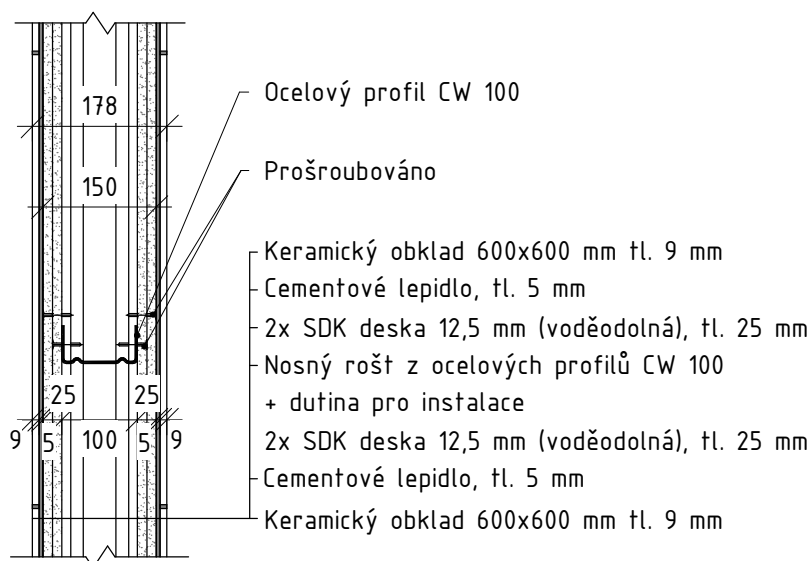 178
Ocelový profil CW 100
Prošroubováno
150
Keramický obklad 600x600 mm tl. 9 mm
Cementové lepidlo, tl. 5 mm
2x SDK deska 12,5 mm (voděodolná), tl. 25 mm
Nosný rošt z ocelových profilů CW 100
+ dutina pro instalace
2x SDK deska 12,5 mm (voděodolná), tl. 25 mm
Cementové lepidlo, tl. 5 mm
Keramický obklad 600x600 mm tl. 9 mm
25 25
9 5 100 5 9